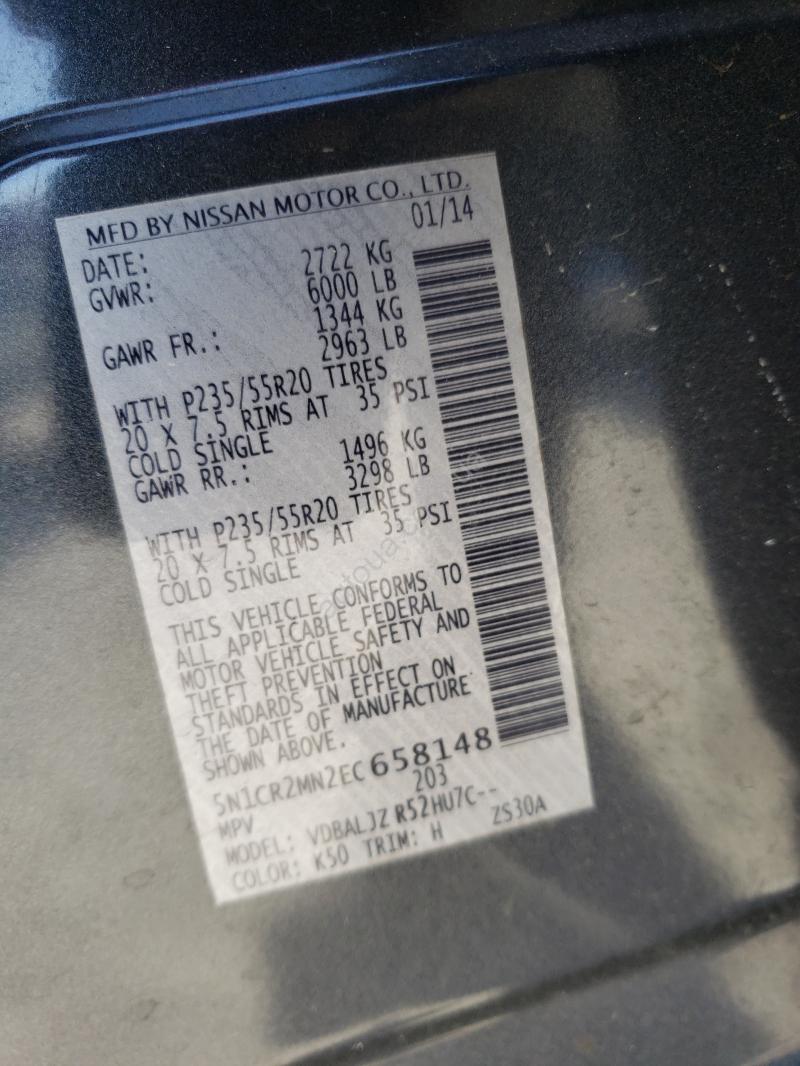 MFD BY NISSAN MOTOR CO., LTD.
DATE: 01/14
GVWR: 2722 KG
6000 LB
GAWR FR.: 1344 KG
2963 LB
WITH P235/55R20 TIRES
20 X 7.5 RIMS AT 35 PSI
COLD SINGLE
GAWR RR.: 1496 KG
3298 LB
WITH P235/55R20 TIRES
20 X 7.5 RIMS AT 35 PSI
COLD SINGLE
THIS VEHICLE CONFORMS TO
ALL APPLICABLE FEDERAL
MOTOR VEHICLE SAFETY AND
THEFT PREVENTION
STANDARDS IN EFFECT ON
THE DATE OF MANUFACTURE
SHOWN ABOVE.
5N1CR2MN2EC658148
MPV 203
MODEL: VDBALJZ R52HU7C--
COLOR: K50 TRIM: H ZS30A